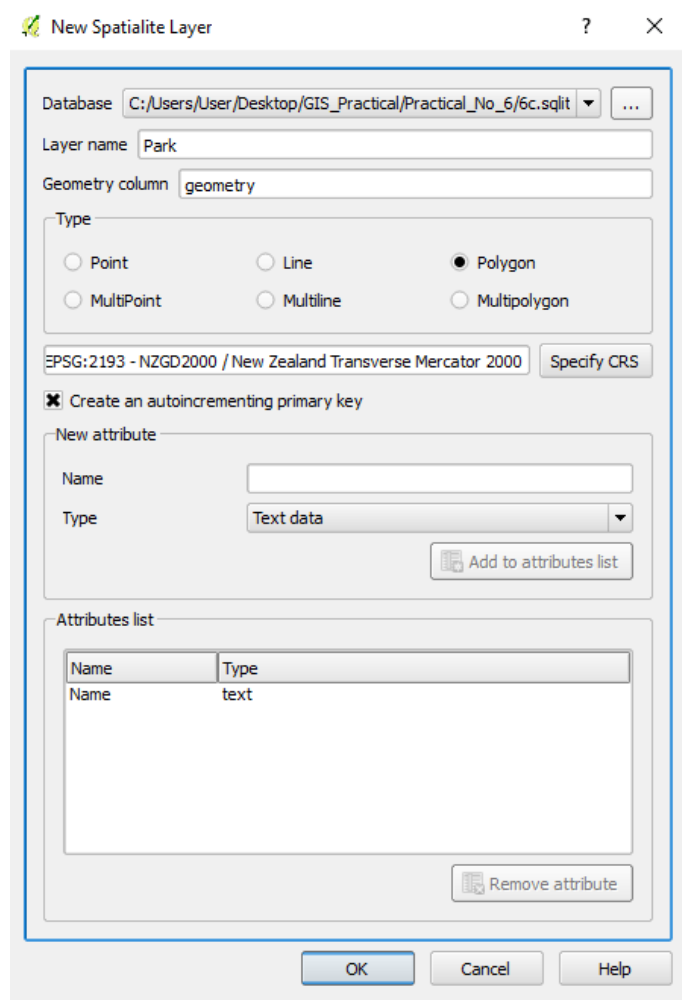 New Spatialite Layer ? X
Database C:/Users/User/Desktop/GIS_Practical/Practical_No_6/6c.sqlit ...
Layer name Park
Geometry column geometry
Type
Point Line Polygon
MultiPoint Multiline Multipolygon
EPSG:2193 - NZGD2000 / New Zealand Transverse Mercator 2000 Specify CRS
Create an autoincrementing primary key
New attribute
Name
Type Text data
Add to attributes list
Attributes list
Name Type
Name text
Remove attribute
OK Cancel Help